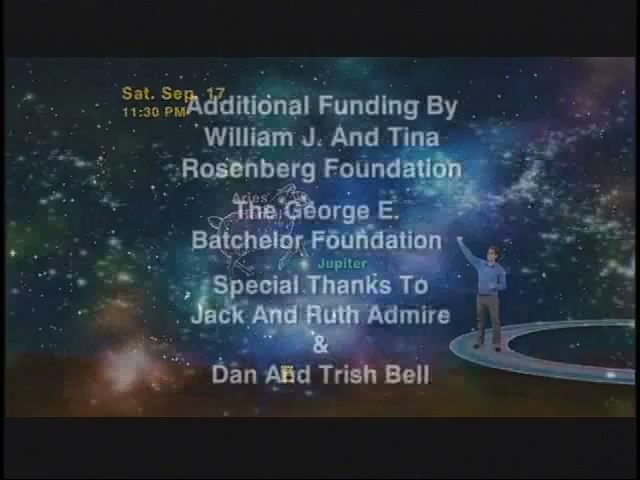 Sat. Sep. 17
11:30 PM
Additional Funding By
William J. And Tina
Rosenberg Foundation
Aries
The George E.
Batchelor Foundation
Jupiter
Special Thanks To
Jack And Ruth Admire
&
Dan And Trish Bell
E